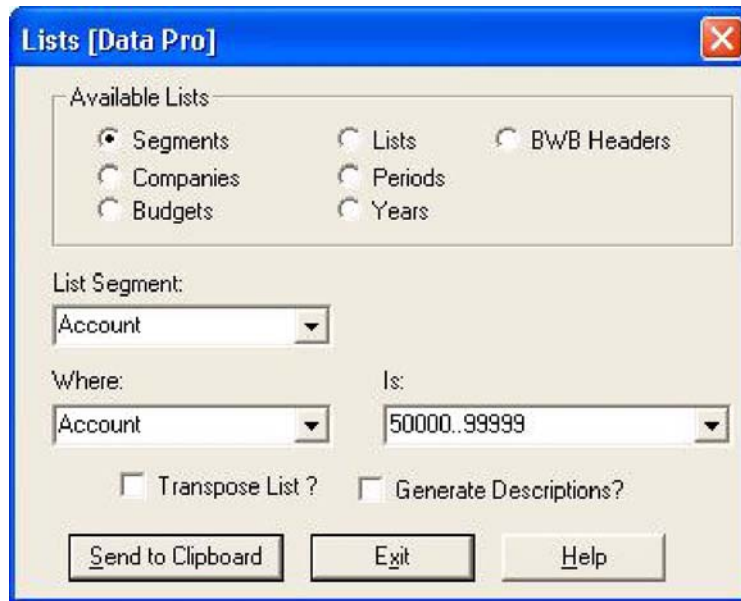 Lists [Data Pro]
Available Lists
Segments Lists BWB Headers
Companies Periods
Budgets Years
List Segment:
Account
Where: Is:
Account 50000..99999
Transpose List ? Generate Descriptions?
Send to Clipboard Exit Help